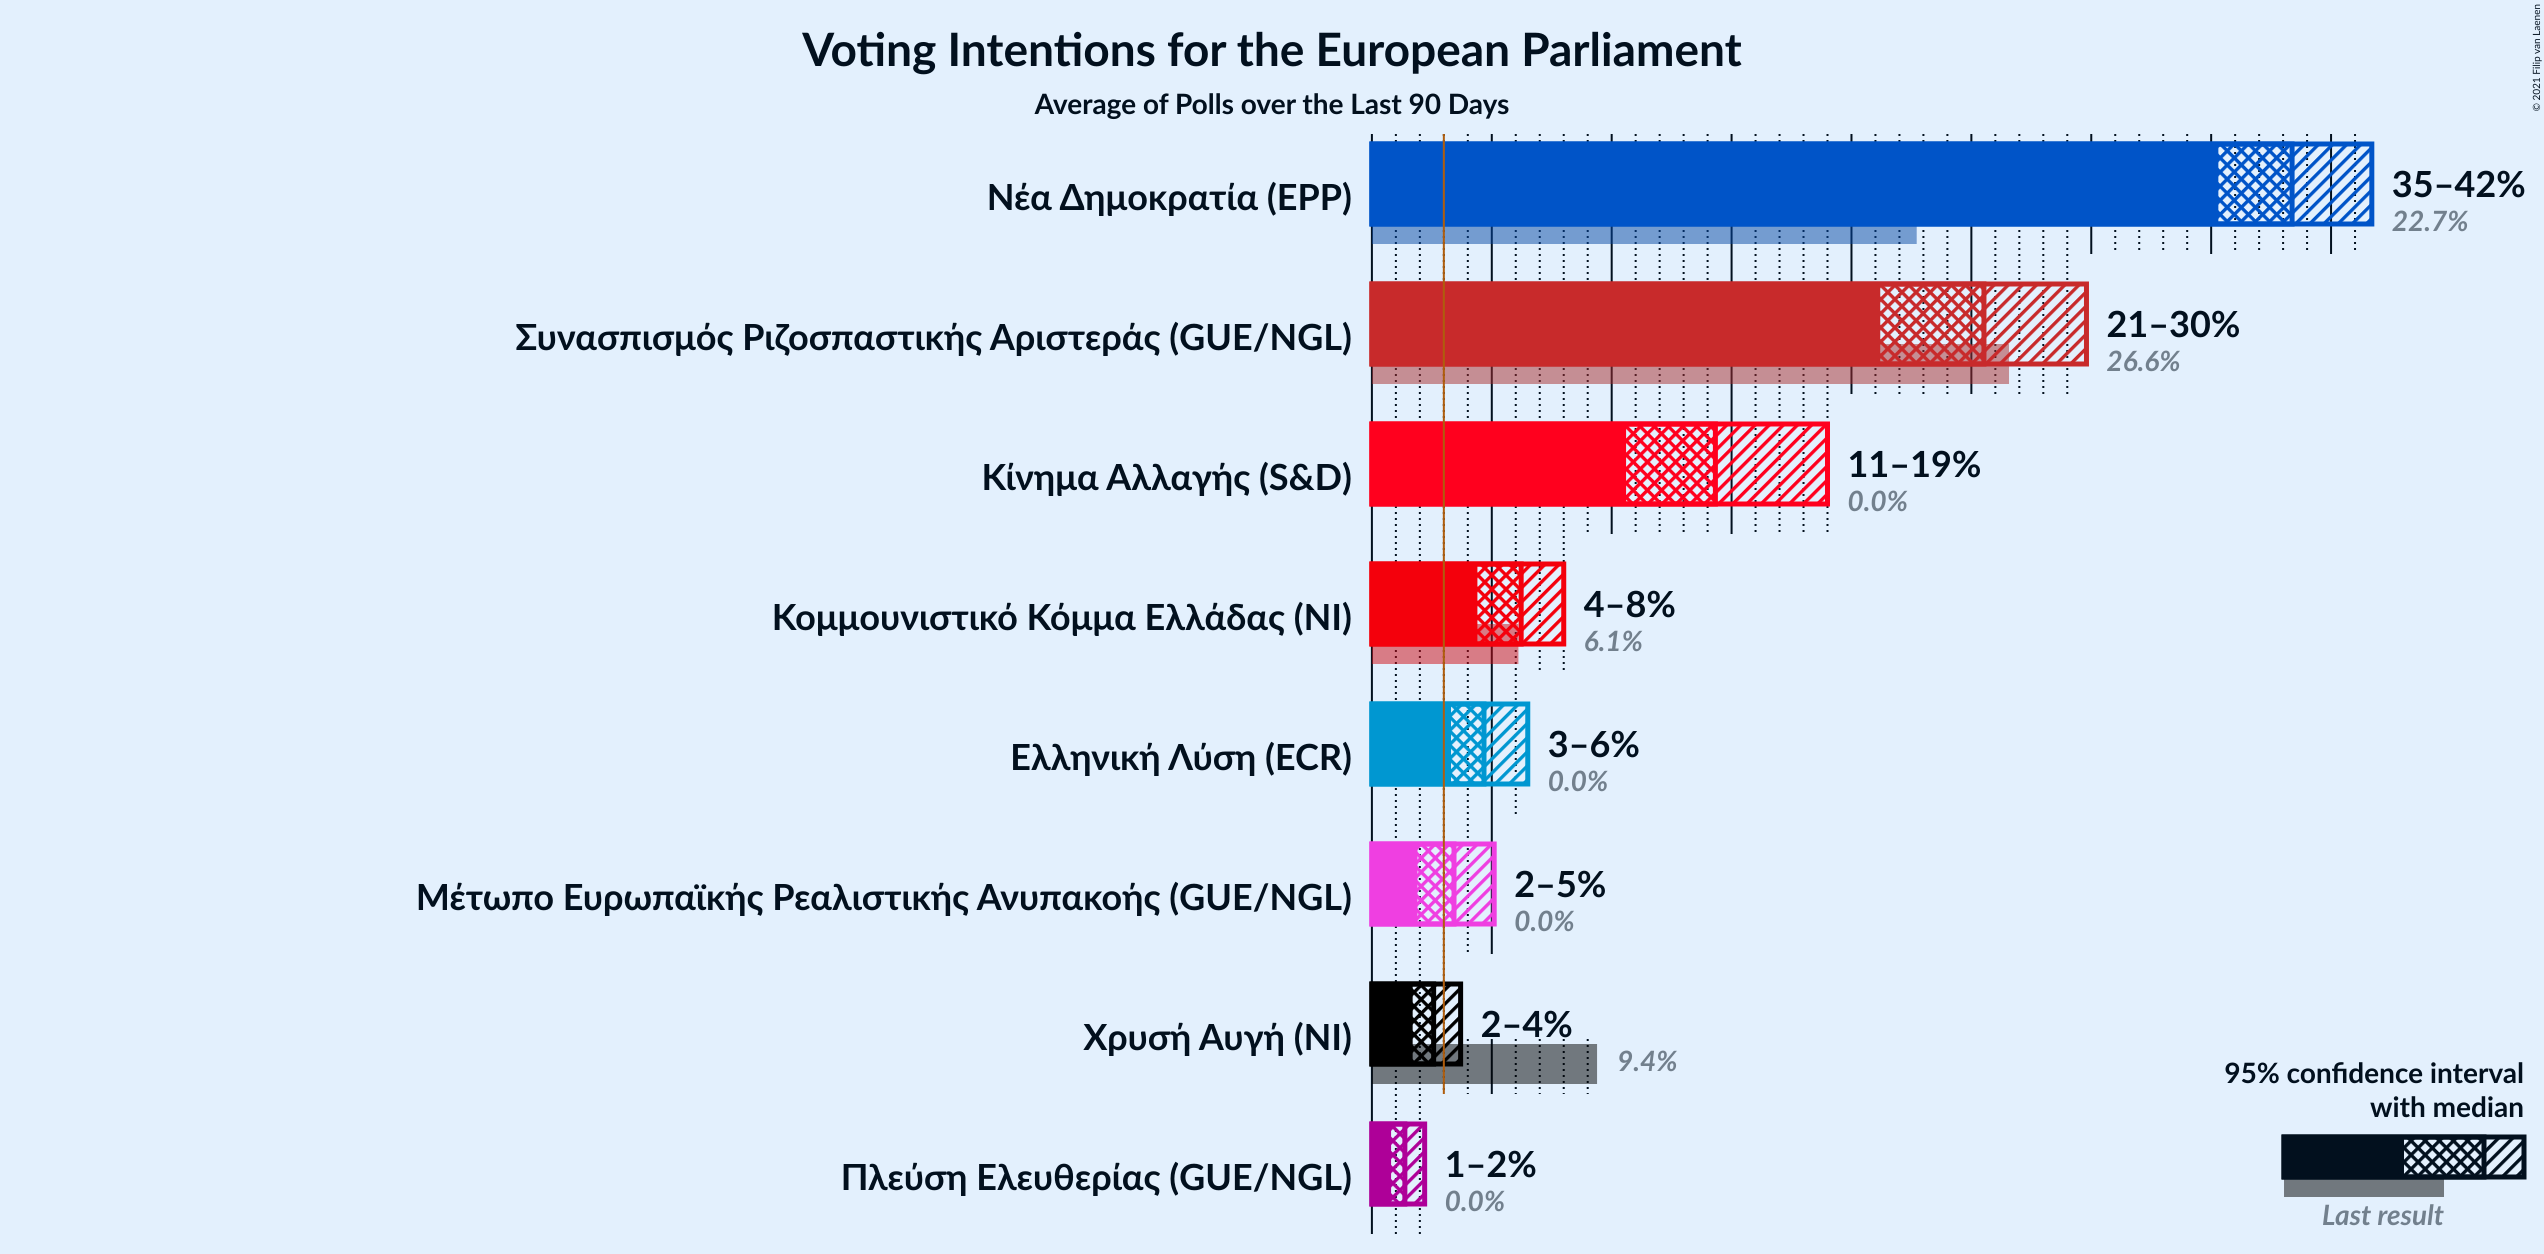 Voting Intentions for the European Parliament
Average of Polls over the Last 90 Days
© 2021 Filip van Laenen
Νέα Δημοκρατία (EPP)
35–42%
22.7%
Συνασπισμός Ριζοσπαστικής Αριστεράς (GUE/NGL)
21–30%
26.6%
Κίνημα Αλλαγής (S&D)
11–19%
0.0%
Κομμουνιστικό Κόμμα Ελλάδας (NI)
4–8%
6.1%
Ελληνική Λύση (ECR)
3–6%
0.0%
Μέτωπο Ευρωπαϊκής Ρεαλιστικής Ανυπακοής (GUE/NGL)
2–5%
0.0%
Χρυσή Αυγή (NI)
2–4%
9.4%
Πλεύση Ελευθερίας (GUE/NGL)
1–2%
0.0%
95% confidence interval
with median
Last result